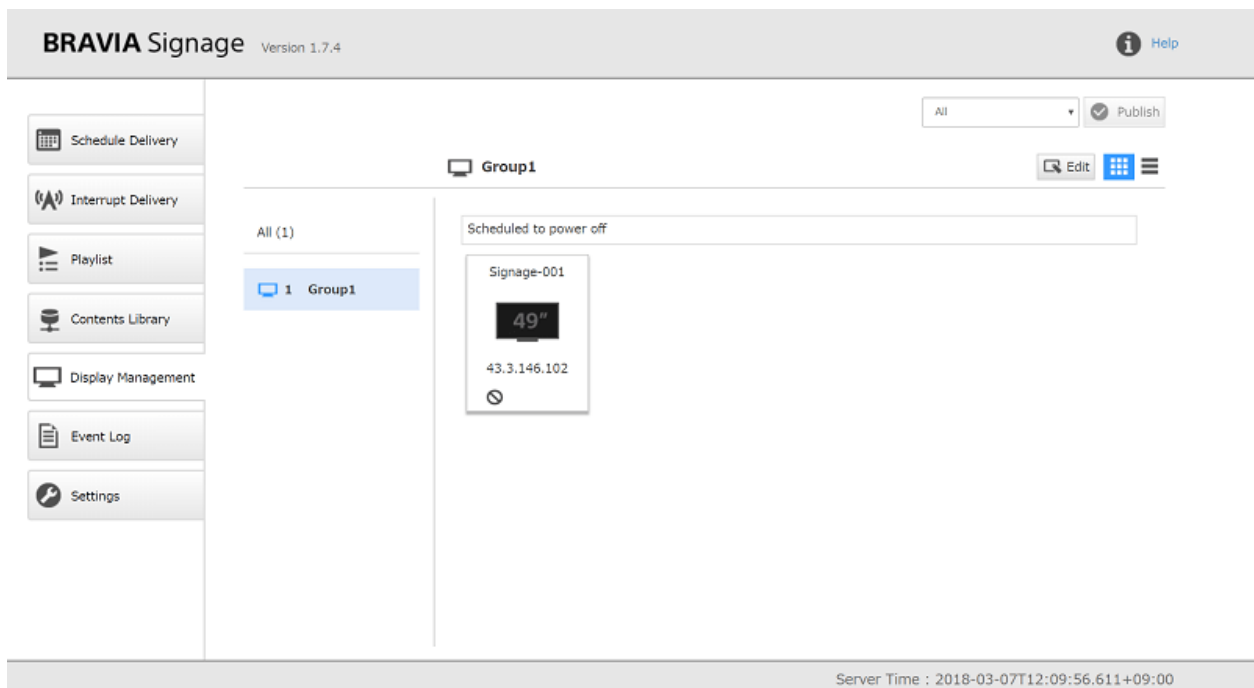 BRAVIA Signage Version 1.7.4
Help
All
Publish
Schedule Delivery
Interrupt Delivery
Playlist
Contents Library
Display Management
Event Log
Settings
Group1
Edit
All (1)
1 Group1
Scheduled to power off
Signage-001
49"
43.3.146.102
Server Time : 2018-03-07T12:09:56.611+09:00